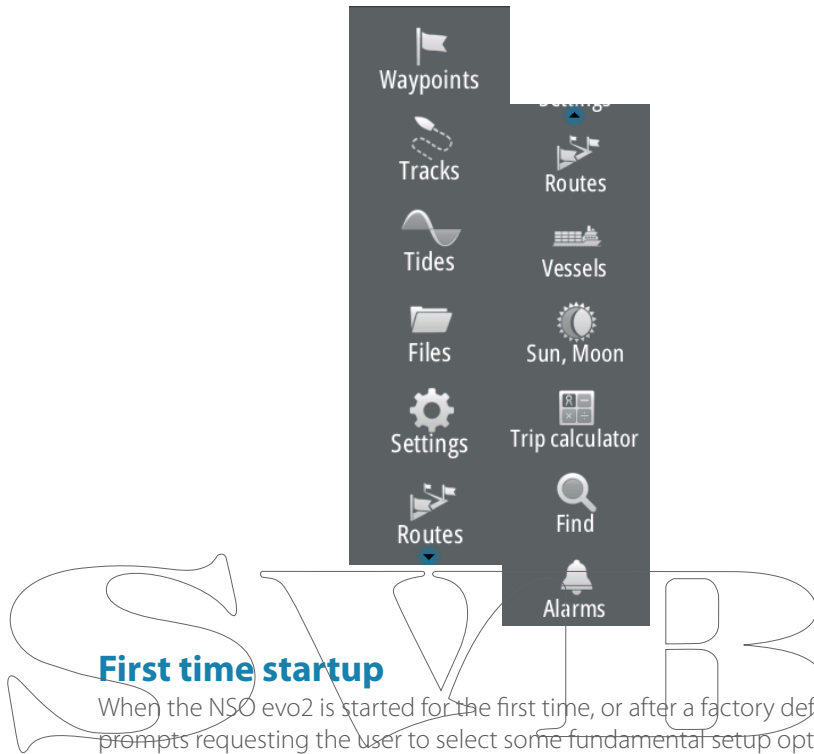 Waypoints
Tracks
Tides
Files
Settings
Routes
Settings
Routes
Vessels
Sun, Moon
Trip calculator
Find
Alarms
SVB
First time startup
When the NSO evo2 is started for the first time, or after a factory def
prompts requesting the user to select some fundamental setup opt